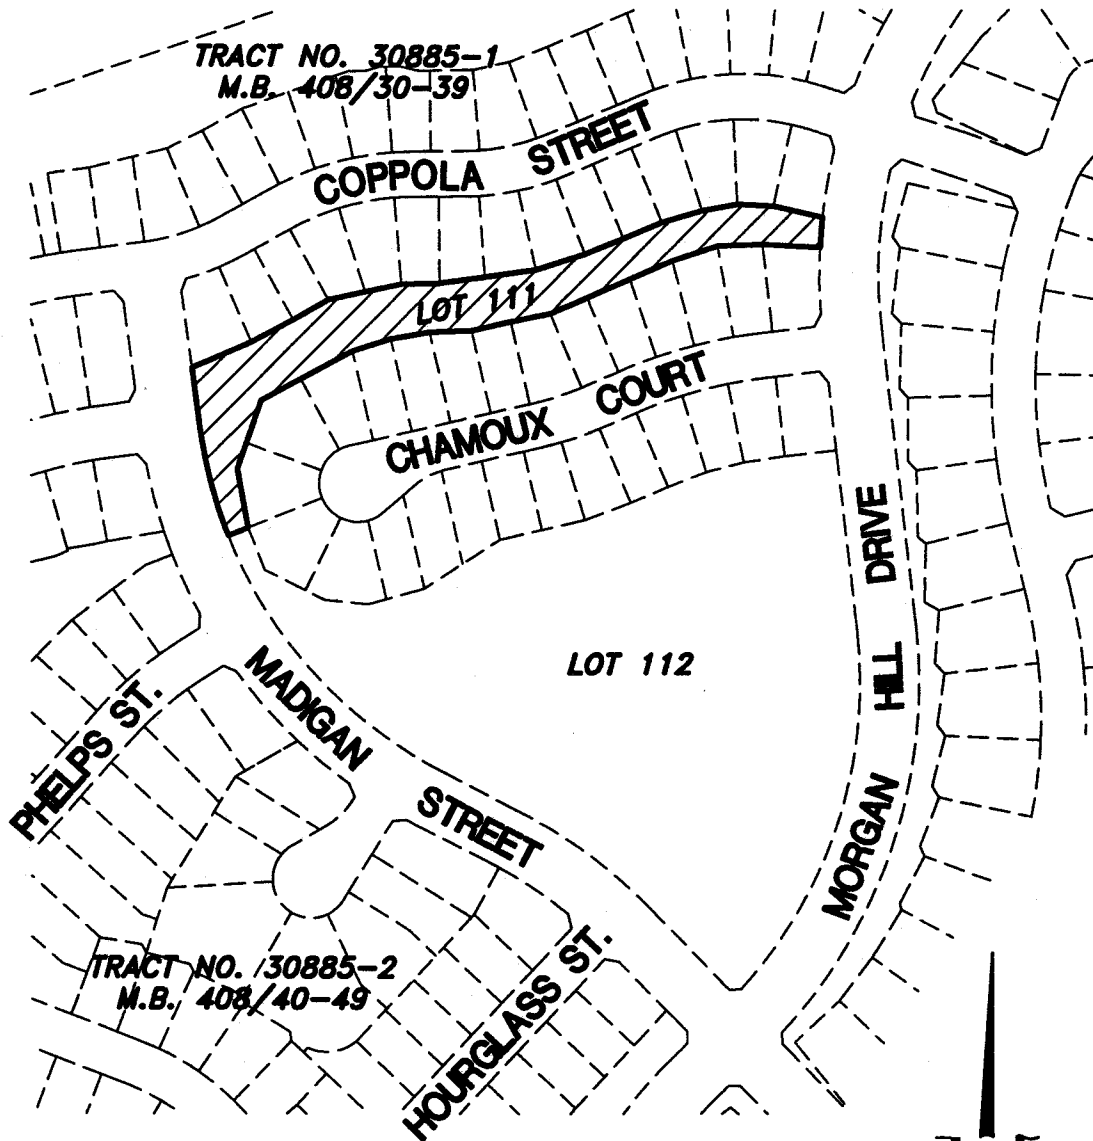 TRACT NO. 30885-1
M.B. 408/30-39
COPPOLA STREET
LOT 111
CHAMOUX COURT
MORGAN HILL DRIVE
LOT 112
PHELPS ST.
MADIGAN STREET
TRACT NO. 30885-2
M.B. 408/40-49
HOURGLASS ST.